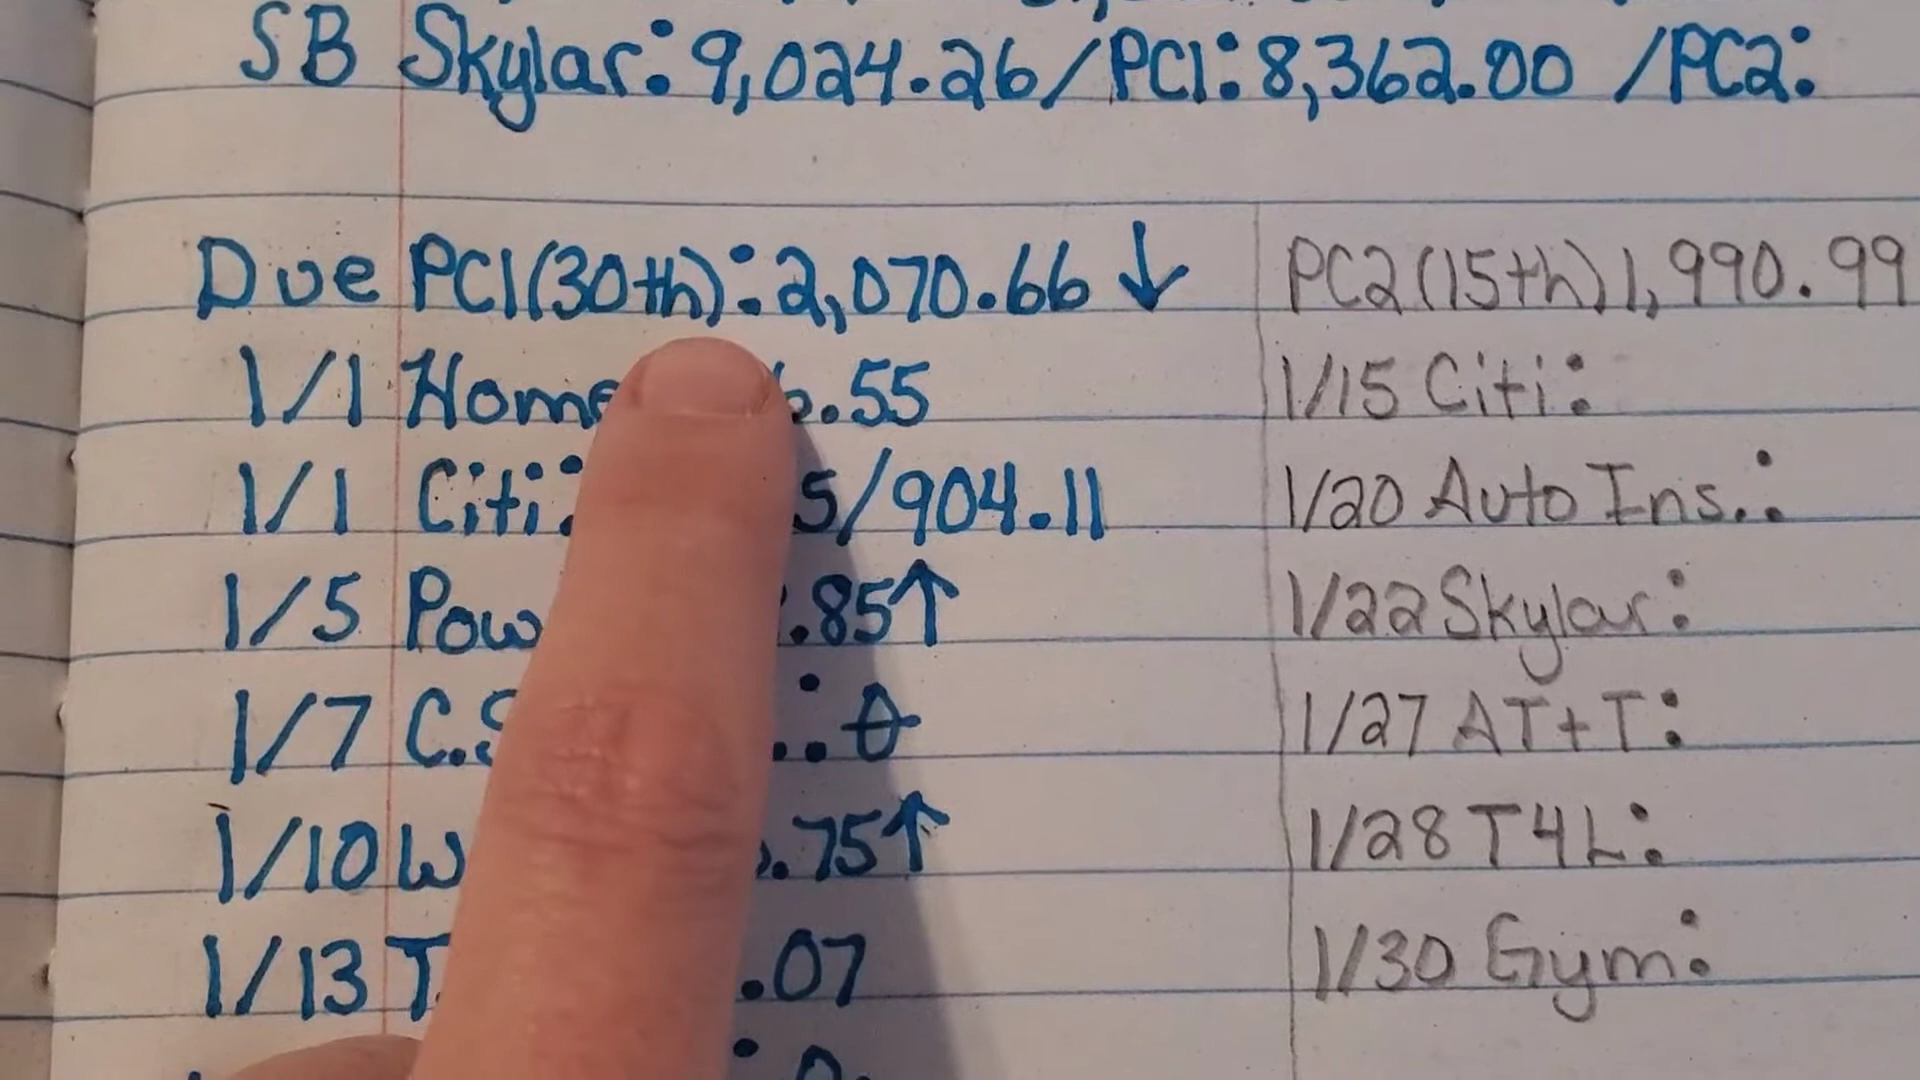 SB Skylar: 9,024.26/PC1: 8,362.00 /PC2:
Due PC1(30th): 2,070.66 ↓
1/1 Home .55
1/1 Citi: 5/904.11
1/5 .85↑
1/7
1/10 .75↑
1/13 .07
PC2(15th) 1,990.99
1/15 Citi:
1/20 Auto Ins.:
1/22 Skylar:
1/27 AT+T:
1/28 T4L:
1/30 Gym: